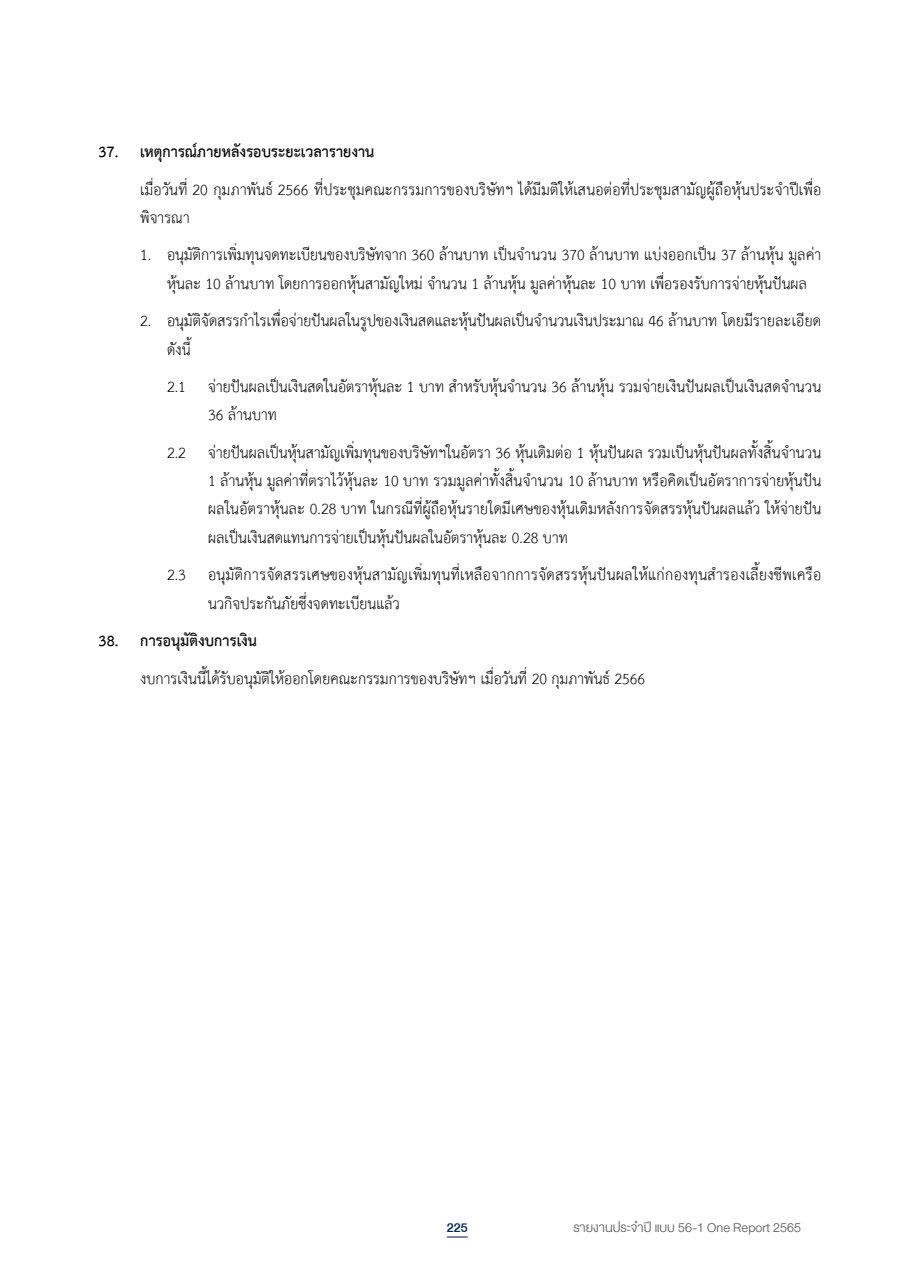 37. เหตุการณ์ภายหลังรอบระยะเวลารายงาน
เมื่อวันที่ 20 กุมภาพันธ์ 2566 ที่ประชุมคณะกรรมการของบริษัทฯ ได้มีมติให้เสนอต่อที่ประชุมสามัญผู้ถือหุ้นประจำปีเพื่อ
พิจารณา
1. อนุมัติการเพิ่มทุนจดทะเบียนของบริษัทจาก 360 ล้านบาท เป็นจำนวน 370 ล้านบาท แบ่งออกเป็น 37 ล้านหุ้น มูลค่า
หุ้นละ 10 ล้านบาท โดยการออกหุ้นสามัญใหม่ จำนวน 1 ล้านหุ้น มูลค่าหุ้นละ 10 บาท เพื่อรองรับการจ่ายหุ้นปันผล
2. อนุมัติจัดสรรกำไรเพื่อจ่ายปันผลในรูปของเงินสดและหุ้นปันผลเป็นจำนวนเงินประมาณ 46 ล้านบาท โดยมีรายละเอียด
ดังนี้
2.1 จ่ายปันผลเป็นเงินสดในอัตราหุ้นละ 1 บาท สำหรับหุ้นจำนวน 36 ล้านหุ้น รวมจ่ายเงินปันผลเป็นเงินสดจำนวน
36 ล้านบาท
2.2 จ่ายปันผลเป็นหุ้นสามัญเพิ่มทุนของบริษัทฯในอัตรา 36 หุ้นเดิมต่อ 1 หุ้นปันผล รวมเป็นหุ้นปันผลทั้งสิ้นจำนวน
1 ล้านหุ้น มูลค่าที่ตราไว้หุ้นละ 10 บาท รวมมูลค่าทั้งสิ้นจำนวน 10 ล้านบาท หรือคิดเป็นอัตราการจ่ายหุ้นปัน
ผลในอัตราหุ้นละ 0.28 บาท ในกรณีที่ผู้ถือหุ้นรายใดมีเศษของหุ้นเดิมหลังการจัดสรรหุ้นปันผลแล้ว ให้จ่ายปัน
ผลเป็นเงินสดแทนการจ่ายเป็นหุ้นปันผลในอัตราหุ้นละ 0.28 บาท
2.3 อนุมัติการจัดสรรเศษของหุ้นสามัญเพิ่มทุนที่เหลือจากการจัดสรรหุ้นปันผลให้แก่กองทุนสำรองเลี้ยงชีพเครือ
นวกิจประกันภัยซึ่งจดทะเบียนแล้ว
38. การอนุมัติงบการเงิน
งบการเงินนี้ได้รับอนุมัติให้ออกโดยคณะกรรมการของบริษัทฯ เมื่อวันที่ 20 กุมภาพันธ์ 2566
225 รายงานประจำปี แบบ 56-1 One Report 2565